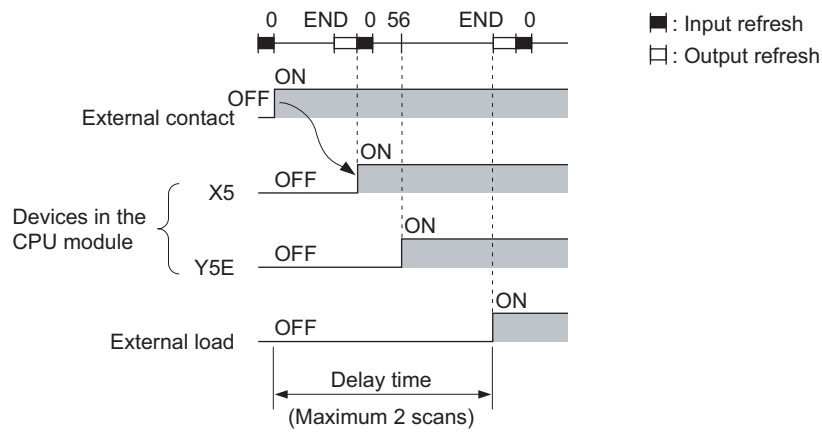 0 END 0 56 END 0
: Input refresh
: Output refresh
ON
OFF
External contact
ON
OFF
X5
Devices in the
CPU module
ON
OFF
Y5E
ON
OFF
External load
Delay time
(Maximum 2 scans)